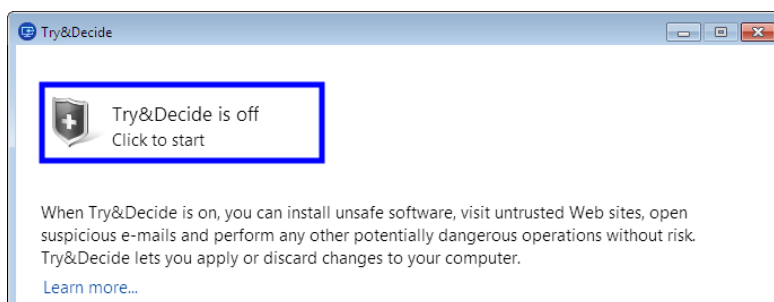 Try&Decide
Try&Decide is off
Click to start
When Try&Decide is on, you can install unsafe software, visit untrusted Web sites, open
suspicious e-mails and perform any other potentially dangerous operations without risk.
Try&Decide lets you apply or discard changes to your computer.
Learn more...